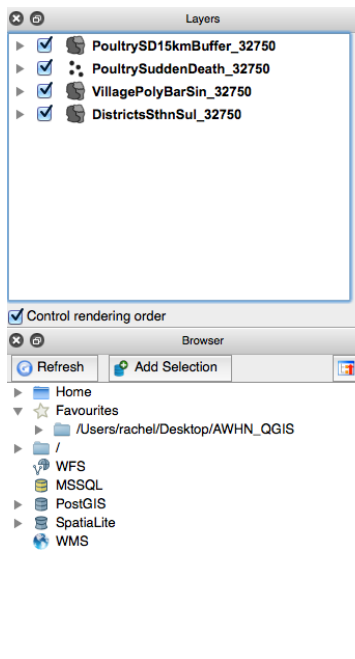 Layers
PoultrySD15kmBuffer_32750
PoultrySuddenDeath_32750
VillagePolyBarSin_32750
DistrictsSthnSul_32750
Control rendering order
Browser
Refresh Add Selection
Home
Favourites
/Users/rachel/Desktop/AWHN_QGIS
/
WFS
MSSQL
PostGIS
SpatiaLite
WMS